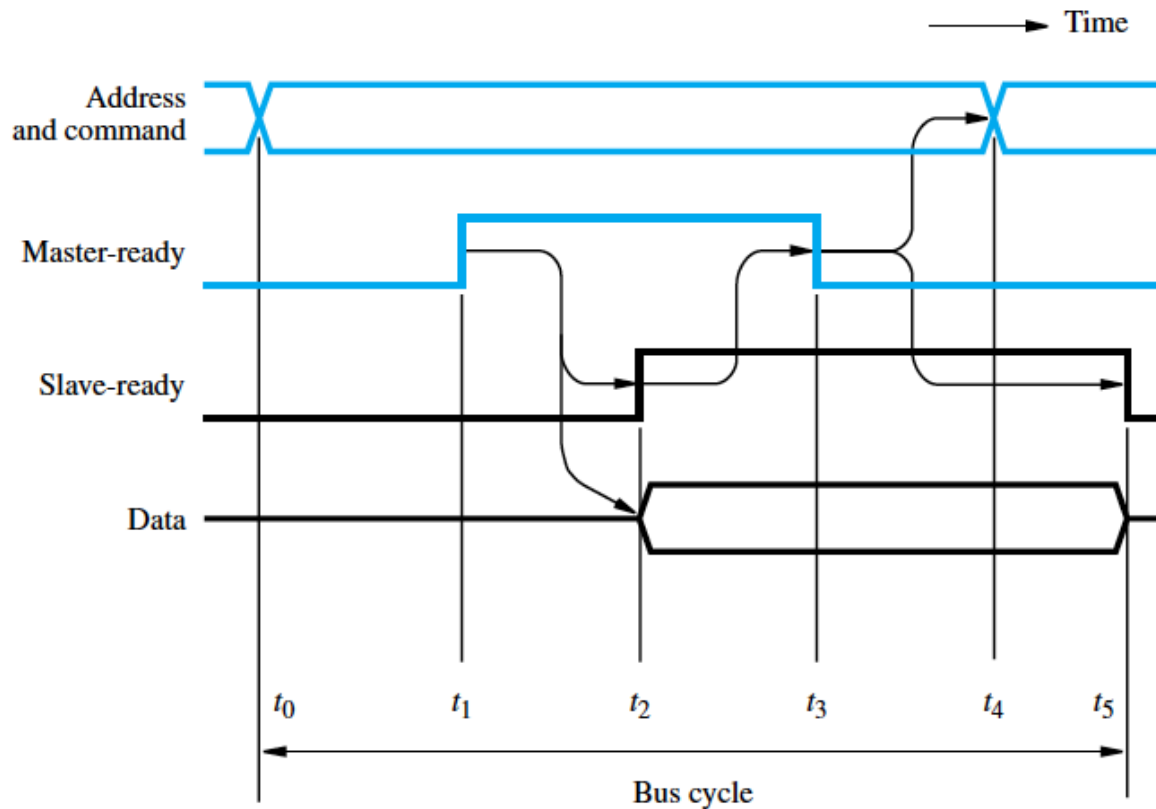 Time
Address
and command
Master-ready
Slave-ready
Data
t0 t1 t2 t3 t4 t5
Bus cycle